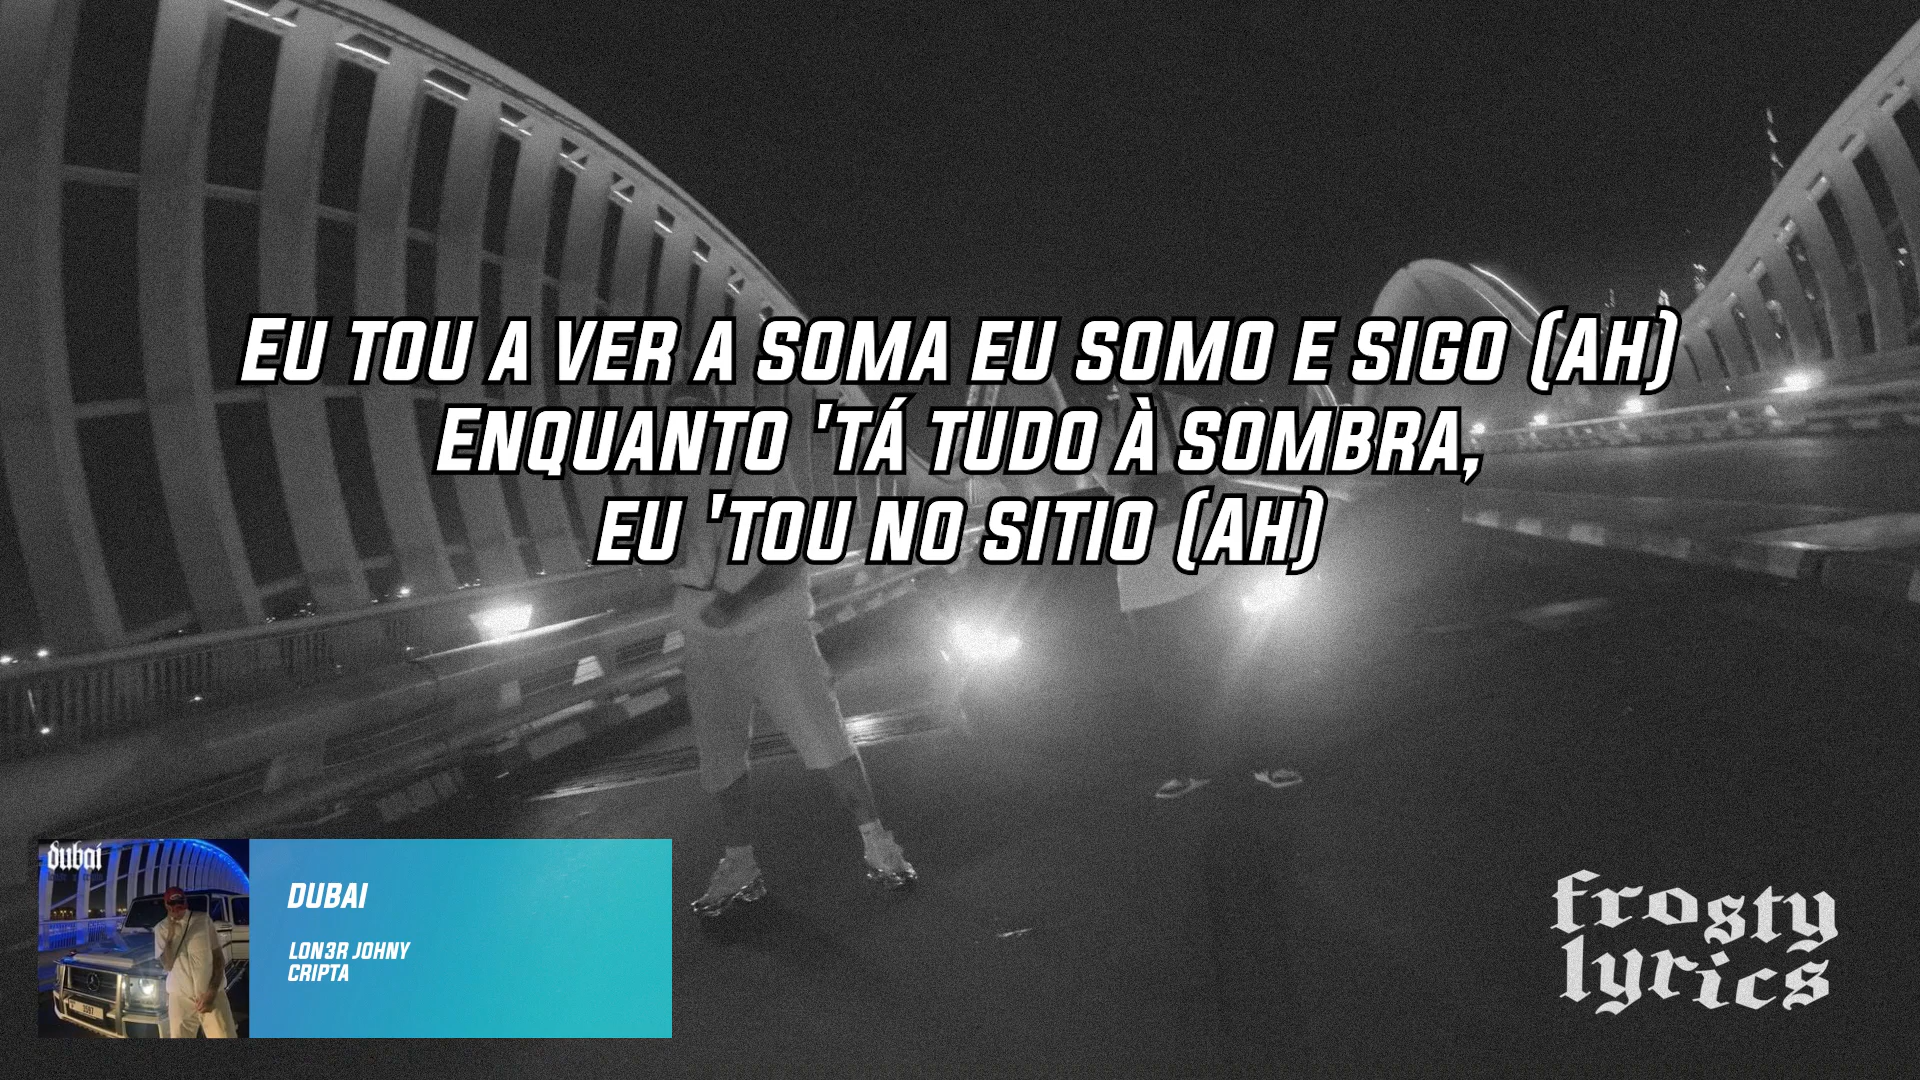 EU TOU A VER A SOMA EU SOMO E SIGO (AH)
ENQUANTO 'TÁ TUDO À SOMBRA,
EU 'TOU NO SITIO (AH)
dubai
DUBAI
LON3R JOHNY
CRIPTA
frosty
lyrics